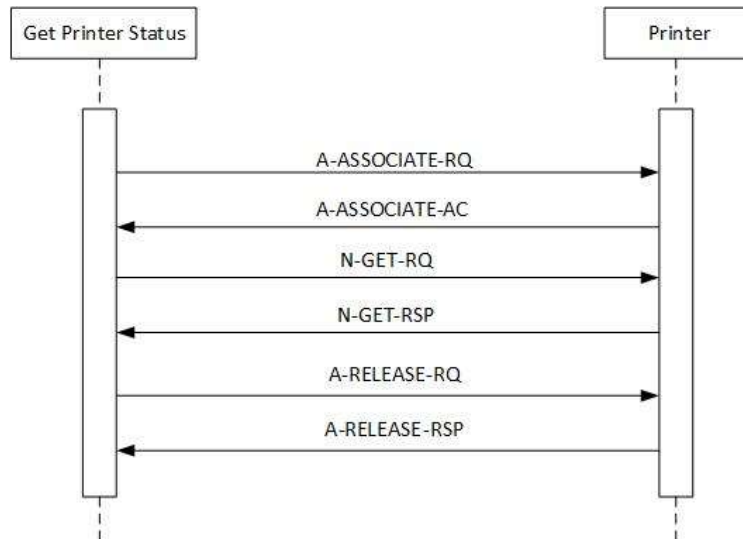 Get Printer Status
Printer
A-ASSOCIATE-RQ
A-ASSOCIATE-AC
N-GET-RQ
N-GET-RSP
A-RELEASE-RQ
A-RELEASE-RSP